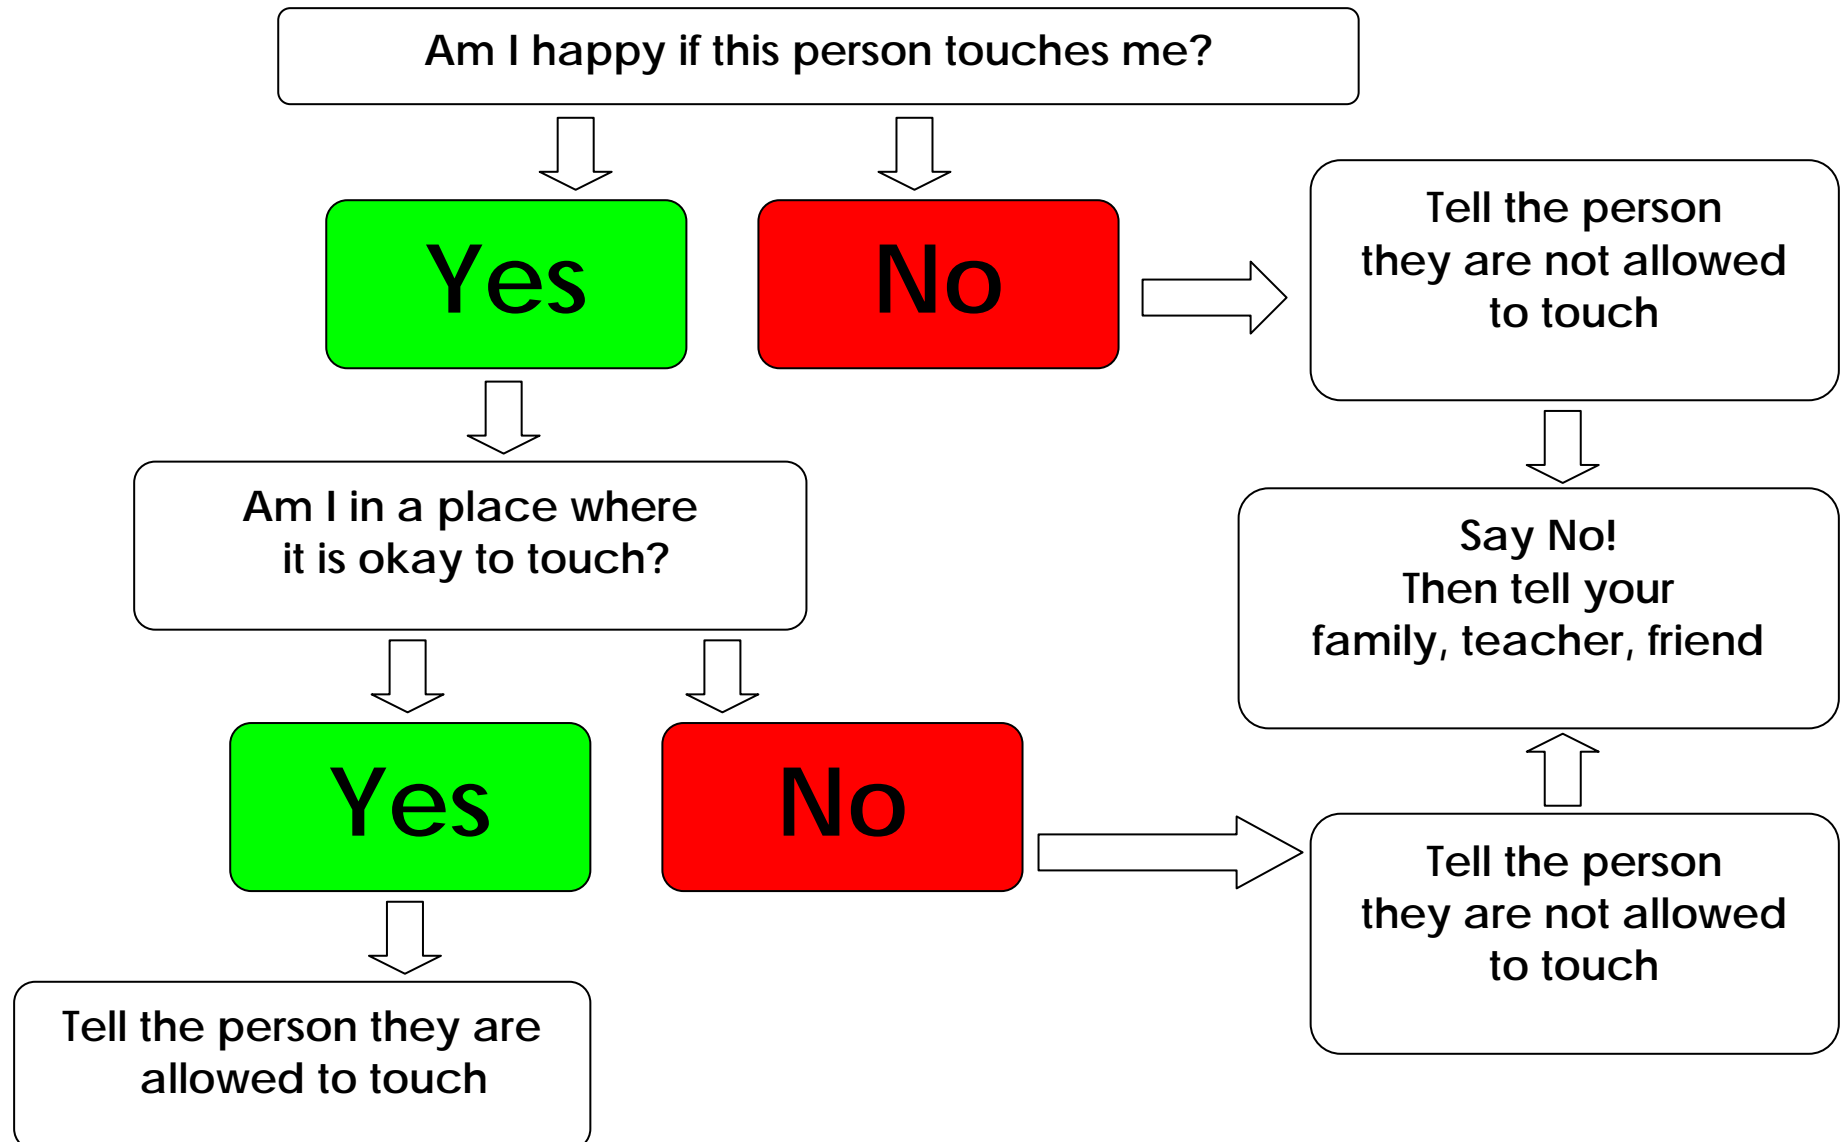 Am I happy if this person touches me?
Yes
No
Tell the person
they are not allowed
to touch
Am I in a place where
it is okay to touch?
Say No!
Then tell your
family, teacher, friend
Yes
No
Tell the person
they are not allowed
to touch
Tell the person they are
allowed to touch